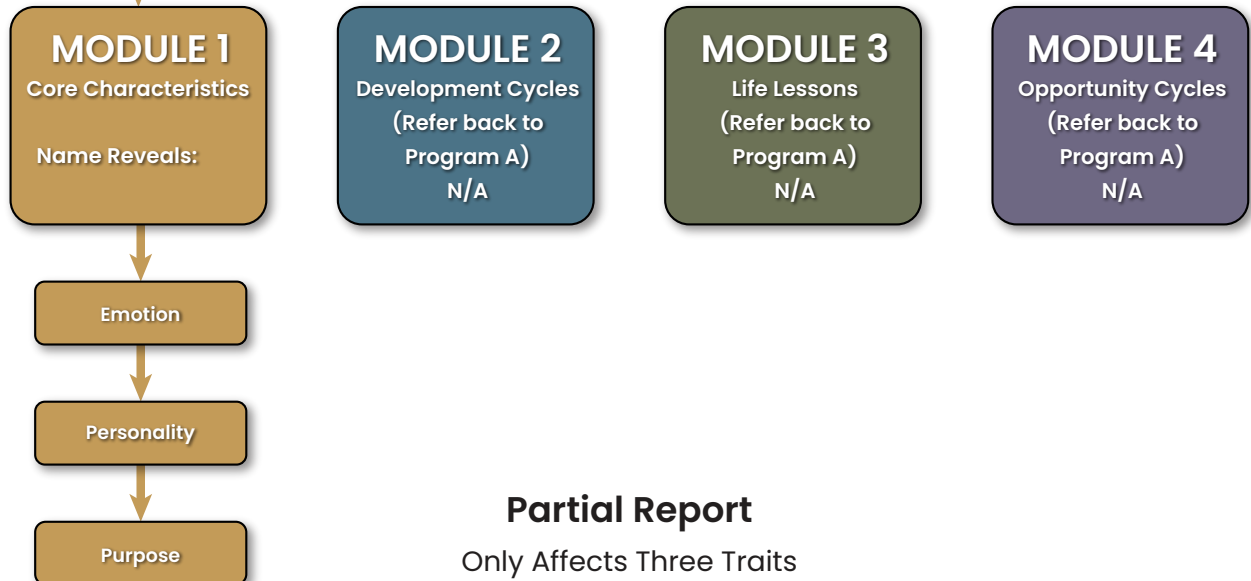 MODULE 1
Core Characteristics
Name Reveals:
MODULE 2
Development Cycles
(Refer back to
Program A)
N/A
MODULE 3
Life Lessons
(Refer back to
Program A)
N/A
MODULE 4
Opportunity Cycles
(Refer back to
Program A)
N/A
Emotion
Personality
Purpose
Partial Report
Only Affects Three Traits